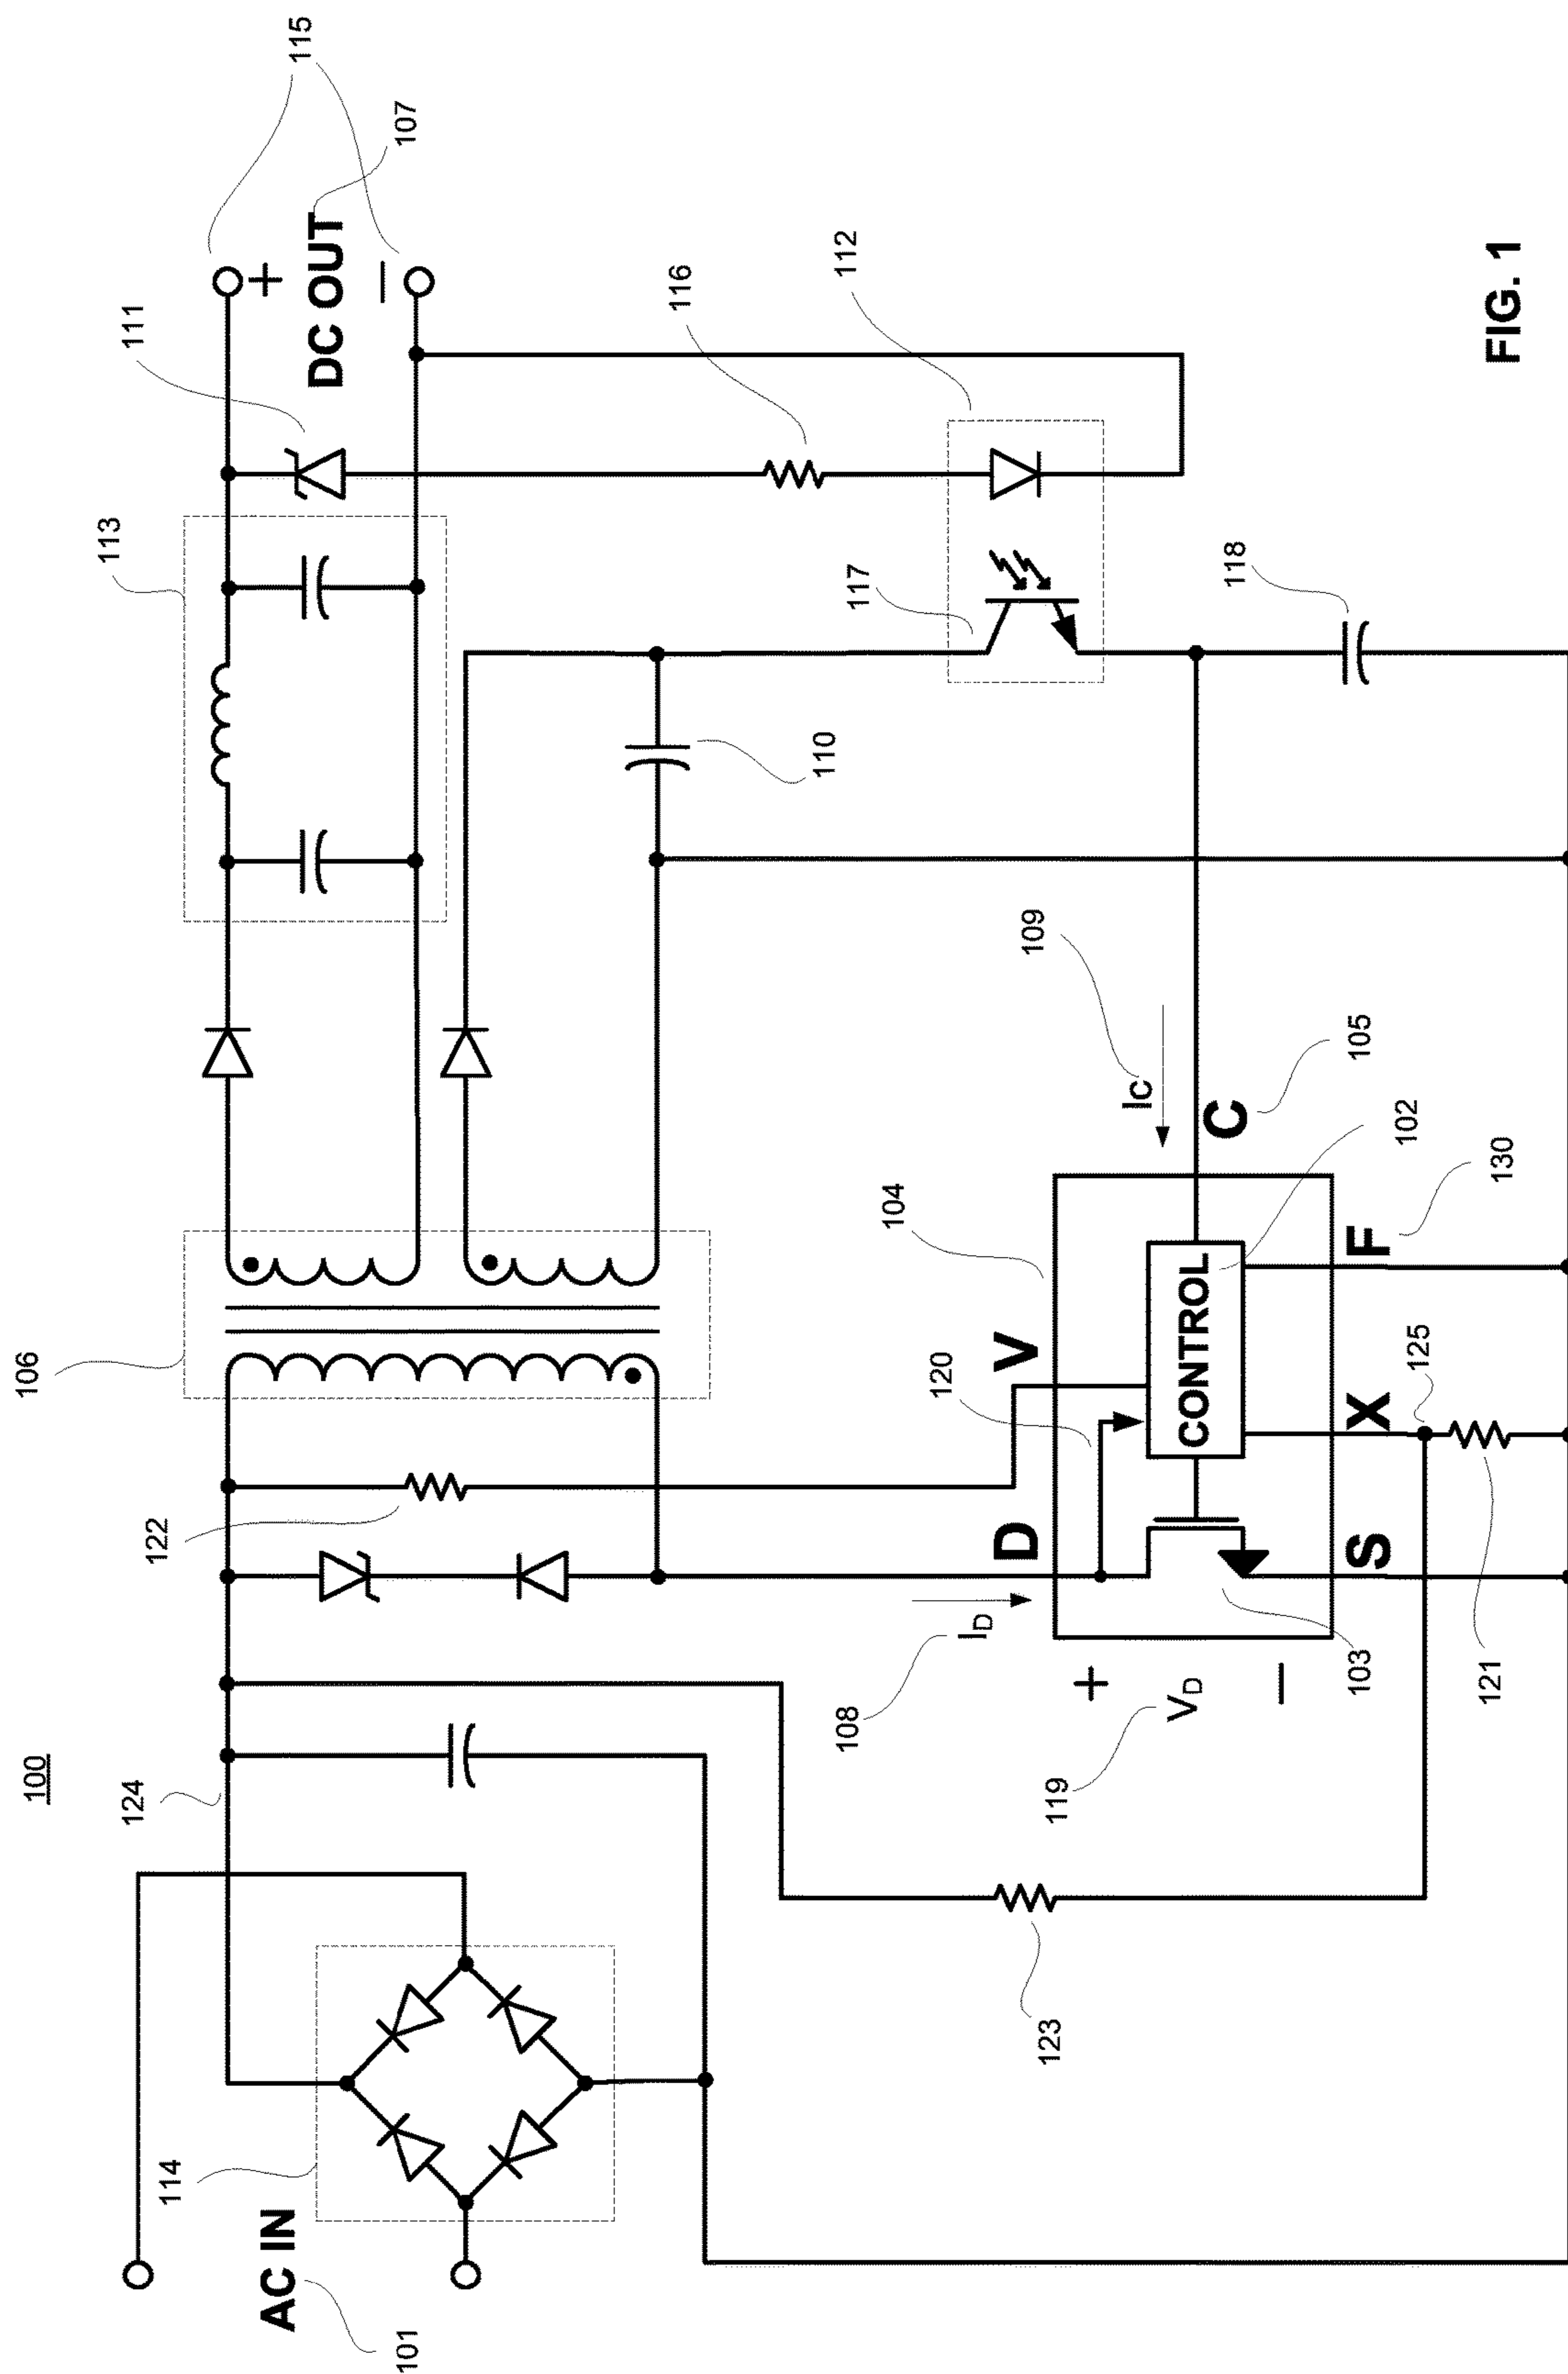 100
AC IN
101
114
124
122
106
113
111
115
+
DC OUT
107
−
116
112
117
110
118
123
108
I_D
D
V
120
104
109
Ic
C
105
CONTROL
102
+
V_D
119
−
103
S
X
125
F
130
121
FIG. 1